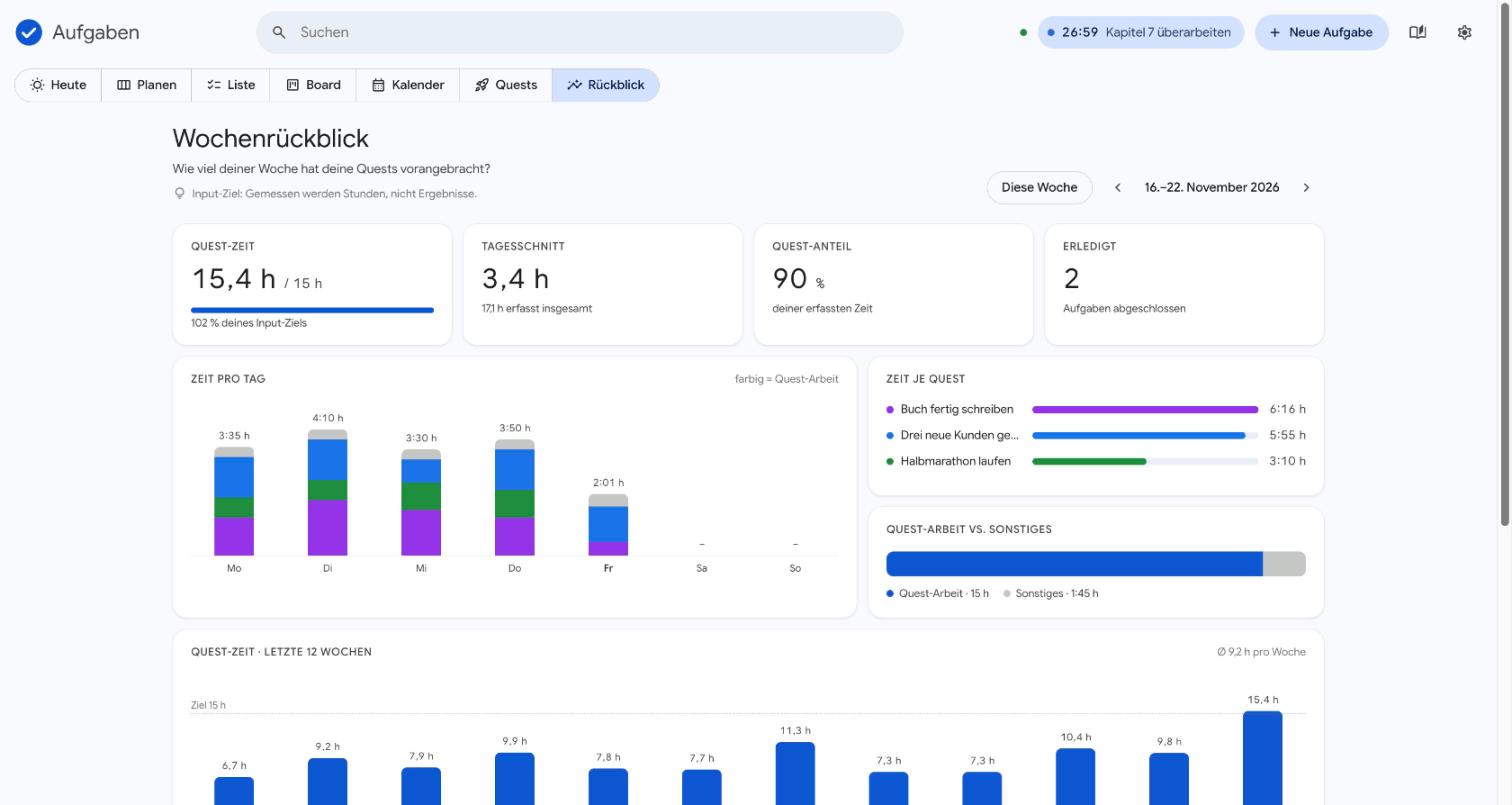 Aufgaben
Suchen
26:59 Kapitel 7 überarbeiten
Neue Aufgabe
Heute
Planen
Liste
Board
Kalender
Quests
Rückblick
Wochenrückblick
Wie viel deiner Woche hat deine Quests vorangebracht?
Input-Ziel: Gemessen werden Stunden, nicht Ergebnisse.
Diese Woche
16.–22. November 2026
QUEST-ZEIT
15,4 h / 15 h
102 % deines Input-Ziels
TAGESSCHNITT
3,4 h
17,1 h erfasst insgesamt
QUEST-ANTEIL
90 %
deiner erfassten Zeit
ERLEDIGT
2
Aufgaben abgeschlossen
ZEIT PRO TAG
farbig = Quest-Arbeit
3:35 h
4:10 h
3:30 h
3:50 h
2:01 h
–
–
Mo
Di
Mi
Do
Fr
Sa
So
ZEIT JE QUEST
Buch fertig schreiben 6:16 h
Drei neue Kunden ge... 5:55 h
Halbmarathon laufen 3:10 h
QUEST-ARBEIT VS. SONSTIGES
Quest-Arbeit · 15 h
Sonstiges · 1:45 h
QUEST-ZEIT · LETZTE 12 WOCHEN
Ø 9,2 h pro Woche
Ziel 15 h
6,7 h
9,2 h
7,9 h
9,9 h
7,8 h
7,7 h
11,3 h
7,3 h
7,3 h
10,4 h
9,8 h
15,4 h